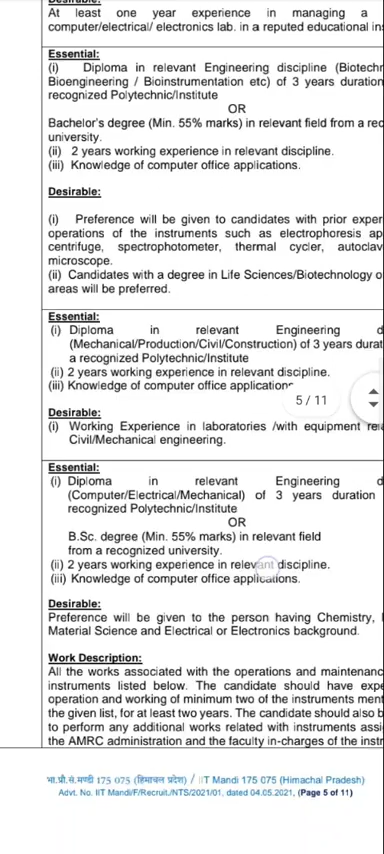 Desirable:
At least one year experience in managing a
computer/electrical/ electronics lab. in a reputed educational
Essential:
(i) Diploma in relevant Engineering discipline
Bioengineering / Bioinstrumentation etc) of 3 years duration
recognized Polytechnic/Institute
OR
Bachelor's degree (Min. 55% marks) in relevant field from a
university.
(ii) 2 years working experience in relevant discipline.
(iii) Knowledge of computer office applications.
Desirable:
(i) Preference will be given to candidates with prior
operations of the instruments such as electrophoresis
centrifuge, spectrophotometer, thermal cycler,
microscope.
(ii) Candidates with a degree in Life Sciences/Biotechnology
areas will be preferred.
Essential:
(i) Diploma in relevant Engineering
(Mechanical/Production/Civil/Construction) of 3 years
a recognized Polytechnic/Institute
(ii) 2 years working experience in relevant discipline.
(iii) Knowledge of computer office
5 / 11
Desirable:
(i) Working Experience in laboratories /with equipment
Civil/Mechanical engineering.
Essential:
(i) Diploma in relevant Engineering
(Computer/Electrical/Mechanical) of 3 years duration
recognized Polytechnic/Institute
OR
B.Sc. degree (Min. 55% marks) in relevant field
from a recognized university.
(ii) 2 years working experience in relevant discipline.
(iii) Knowledge of computer office applications.
Desirable:
Preference will be given to the person having Chemistry,
Material Science and Electrical or Electronics background.
Work Description:
All the works associated with the operations and
instruments listed below. The candidate should have
operation and working of minimum two of the instruments
the given list, for at least two years. The candidate should also
to perform any additional works related with instruments
the AMRC administration and the faculty in-charges of the
भा.प्रौ.सं.मण्डी 175 075 (हिमाचल प्रदेश) / IIT Mandi 175 075 (Himachal Pradesh)
Advt. No. IIT Mandi/F/Recruit./NTS/2021/01, dated 04.05.2021, (Page 5 of 11)